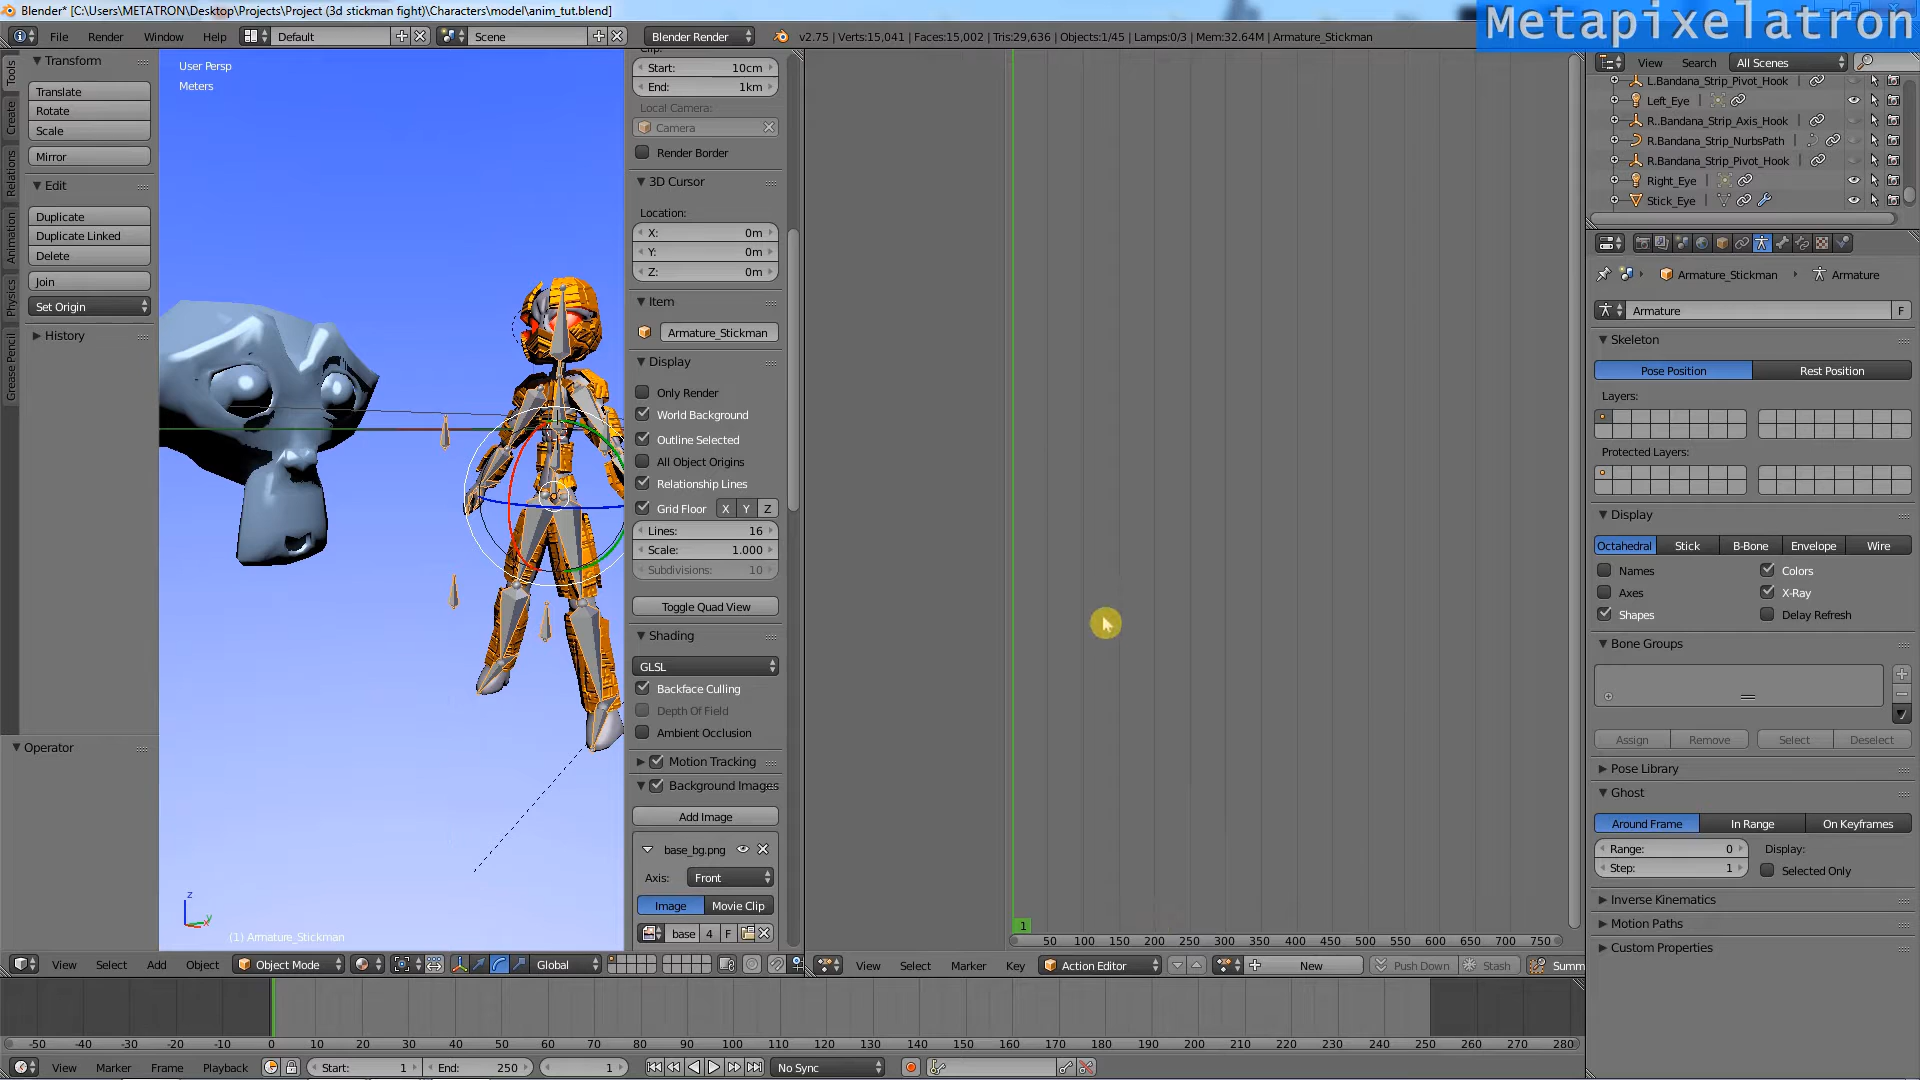 Blender* [C:\Users\METATRON\Desktop\Projects\Project (3d stickman fight)\Characters\model\anim_tut.blend]
Metapixelatron
File Render Window Help Default Scene Blender Render v2.75 | Verts:15,041 | Faces:15,002 | Tris:29,636 | Objects:1/45 | Lamps:0/3 | Mem:32.64M | Armature_Stickman
Tools
Create
Relations
Animation
Physics
Grease Pencil
Transform
Translate
Rotate
Scale
Mirror
Edit
Duplicate
Duplicate Linked
Delete
Join
Set Origin
History
Operator
User Persp
Meters
z
y
(1) Armature_Stickman
Clip:
Start: 10cm
End: 1km
Local Camera:
Camera
Render Border
3D Cursor
Location:
X: 0m
Y: 0m
Z: 0m
Item
Armature_Stickman
Display
Only Render
World Background
Outline Selected
All Object Origins
Relationship Lines
Grid Floor X Y Z
Lines: 16
Scale: 1.000
Subdivisions: 10
Toggle Quad View
Shading
GLSL
Backface Culling
Depth Of Field
Ambient Occlusion
Motion Tracking
Background Images
Add Image
base_bg.png
Axis: Front
Image Movie Clip
base 4 F
1
50 100 150 200 250 300 350 400 450 500 550 600 650 700 750
View Select Add Object Object Mode Global
View Select Marker Key Action Editor New Push Down Stash Summ
-50 -40 -30 -20 -10 0 10 20 30 40 50 60 70 80 90 100 110 120 130 140 150 160 170 180 190 200 210 220 230 240 250 260 270 280
View Marker Frame Playback Start: 1 End: 250 1 No Sync
View Search All Scenes
L.Bandana_Strip_Pivot_Hook
Left_Eye
R..Bandana_Strip_Axis_Hook
R.Bandana_Strip_NurbsPath
R.Bandana_Strip_Pivot_Hook
Right_Eye
Stick_Eye
Armature_Stickman Armature
Armature F
Skeleton
Pose Position Rest Position
Layers:
Protected Layers:
Display
Octahedral Stick B-Bone Envelope Wire
Names Colors
Axes X-Ray
Shapes Delay Refresh
Bone Groups
Assign Remove Select Deselect
Pose Library
Ghost
Around Frame In Range On Keyframes
Range: 0 Display:
Step: 1 Selected Only
Inverse Kinematics
Motion Paths
Custom Properties